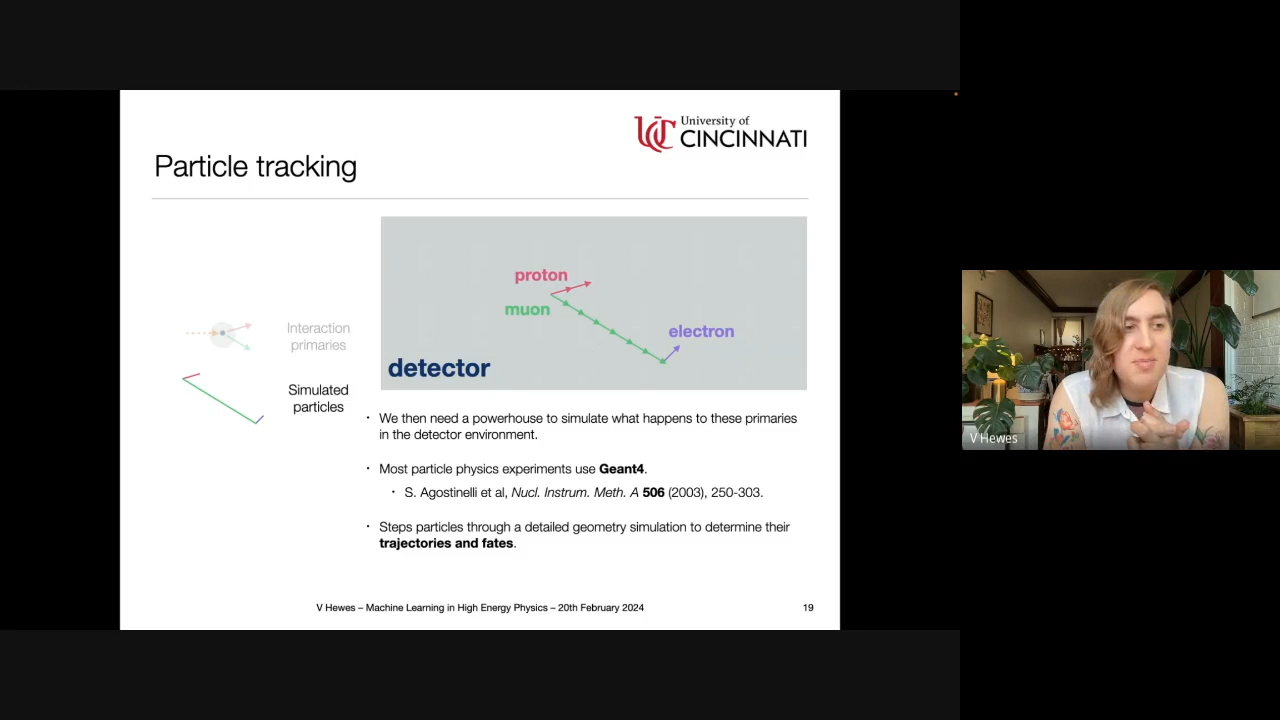 University of
CINCINNATI
Particle tracking
proton
muon
electron
detector
Interaction
primaries
Simulated
particles
· We then need a powerhouse to simulate what happens to these primaries
in the detector environment.
· Most particle physics experiments use Geant4.
· S. Agostinelli et al, Nucl. Instrum. Meth. A 506 (2003), 250-303.
· Steps particles through a detailed geometry simulation to determine their
trajectories and fates.
V Hewes – Machine Learning in High Energy Physics – 20th February 2024
19
V Hewes